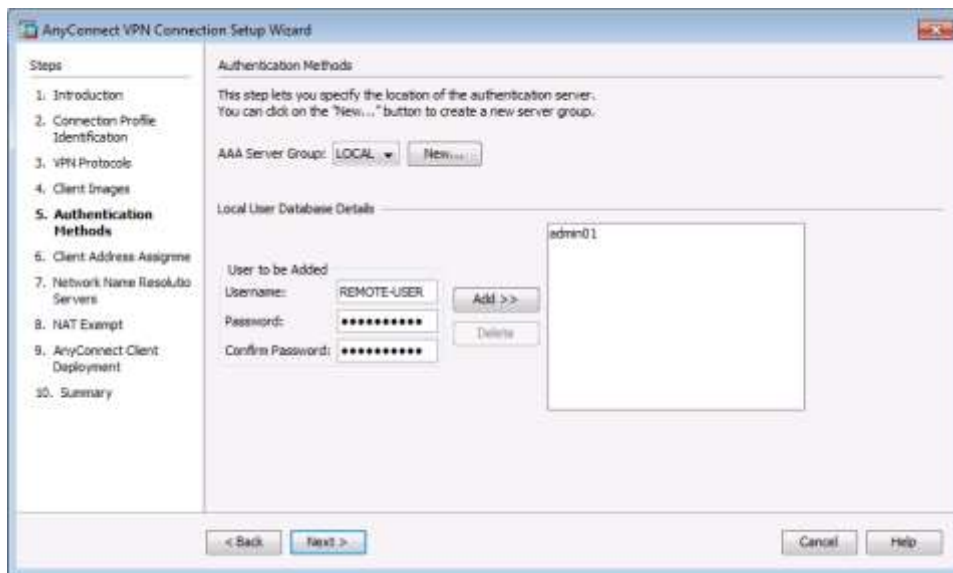 AnyConnect VPN Connection Setup Wizard
Steps
1. Introduction
2. Connection Profile
Identification
3. VPN Protocols
4. Client Images
5. Authentication
Methods
6. Client Address Assignme
7. Network Name Resolutio
Servers
8. NAT Exempt
9. AnyConnect Client
Deployment
10. Summary
Authentication Methods
This step lets you specify the location of the authentication server.
You can click on the "New..." button to create a new server group.
AAA Server Group: LOCAL New...
Local User Database Details
User to be Added
Username: REMOTE-USER
Password: ••••••••••
Confirm Password: ••••••••••
Add >>
Delete
admin01
< Back Next > Cancel Help